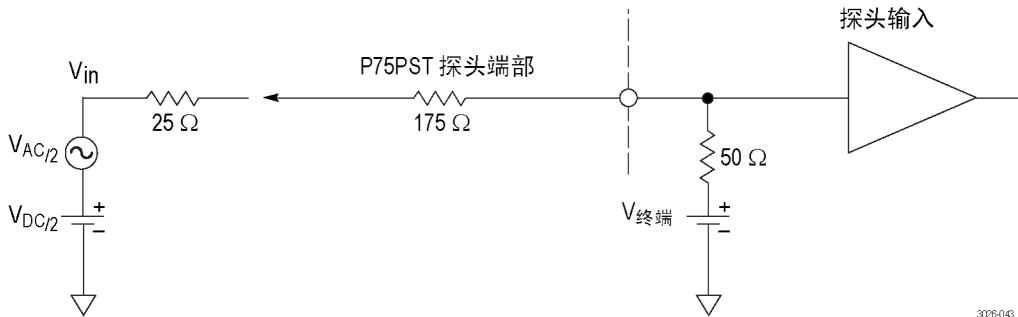 探头输入
P75PST 探头端部
Vin
25 Ω
175 Ω
50 Ω
VAC/2
VDC/2
+
−
V终端
+
−
3026-043